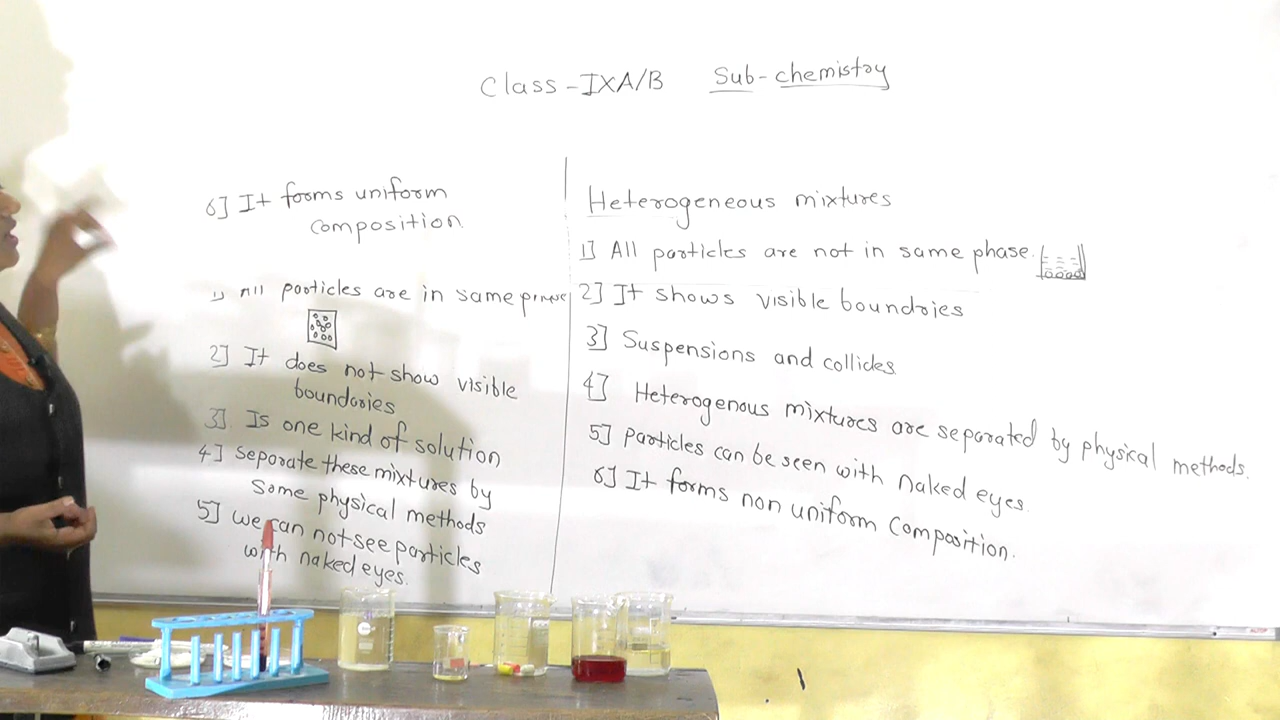 Class-IXA/B Sub-chemistry
6] It forms uniform
composition.
1) All particles are in same phase
2] It does not show visible
boundories
3]. Is one kind of solution
4] Separate these mixtures by
Some physical methods
5] we can not see particles
with naked eyes.
Heterogeneous mixtures
1] All particles are not in same phase.
2] It shows visible boundries
3] Suspensions and collides
4] Heterogenous mixtures are separated by physical methods.
5] particles can be seen with naked eyes.
6] It forms non uniform composition.